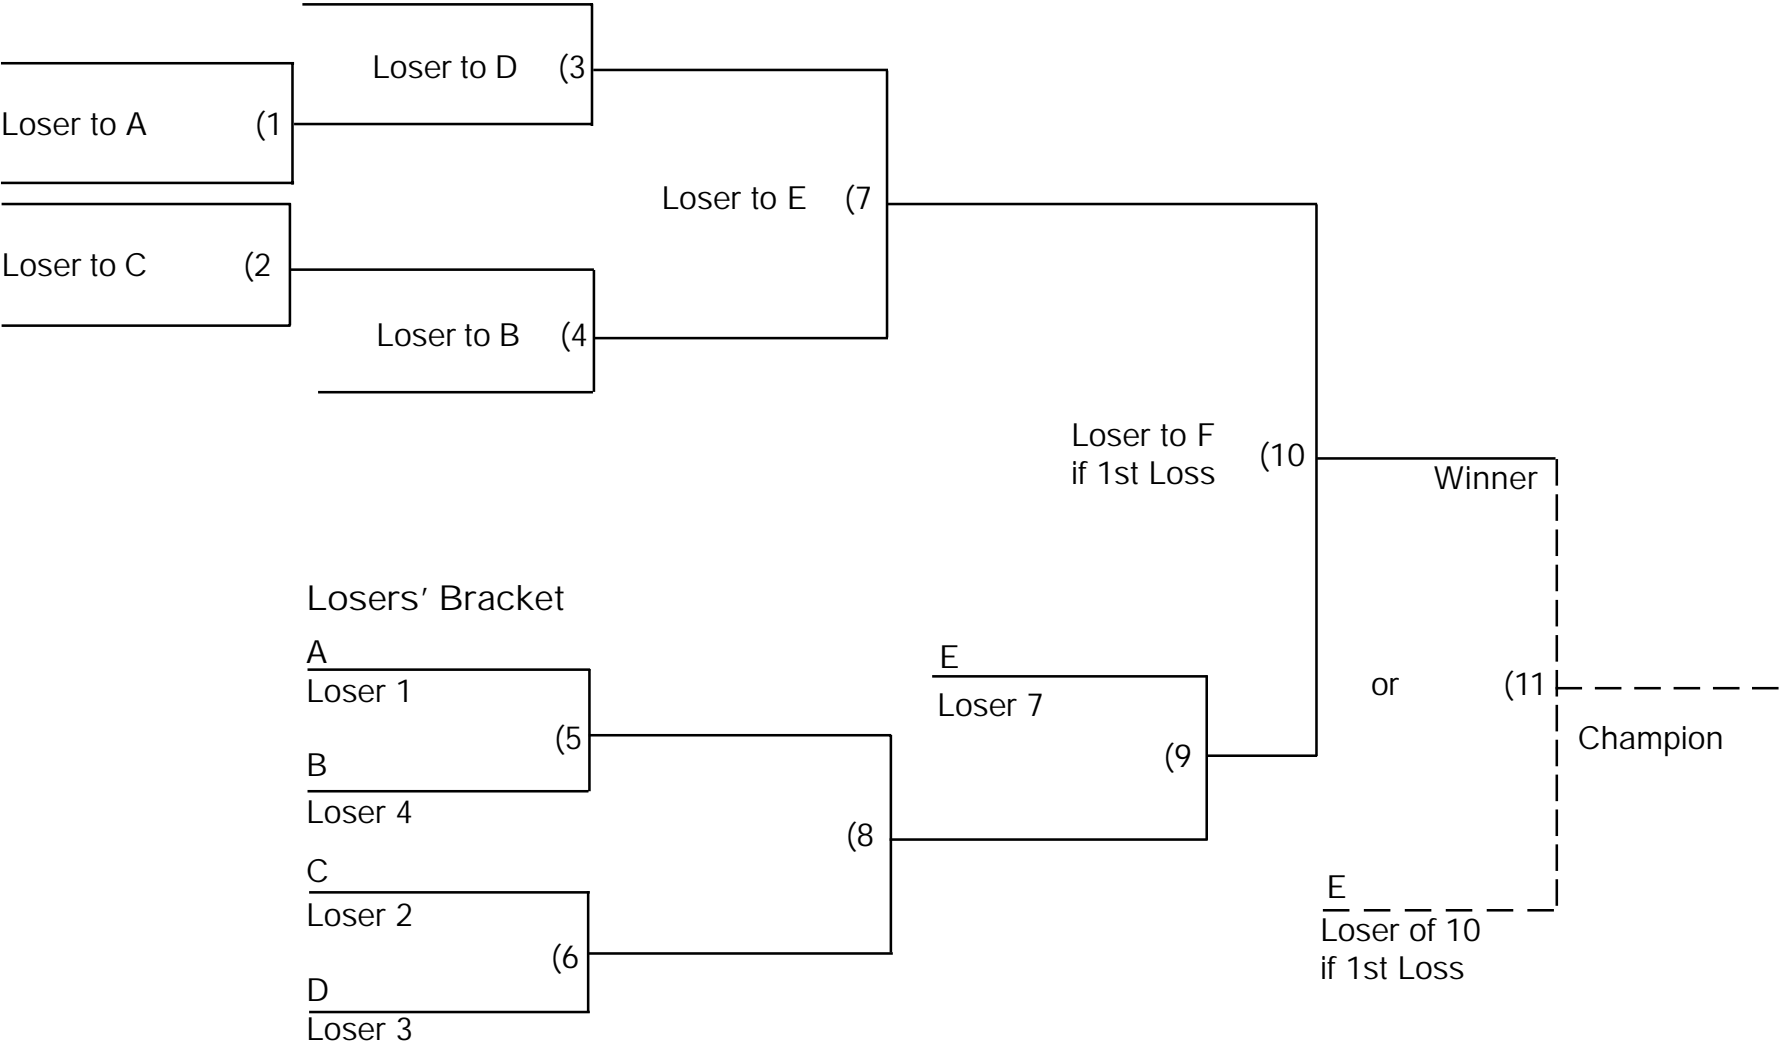 Loser to D (3
Loser to A (1
Loser to E (7
Loser to C (2
Loser to B (4
Loser to F
if 1st Loss (10
Winner
Losers’ Bracket
A
Loser 1
(5
B
Loser 4
(8
C
Loser 2
(6
D
Loser 3
E
Loser 7
(9
or (11
Champion
E
Loser of 10
if 1st Loss